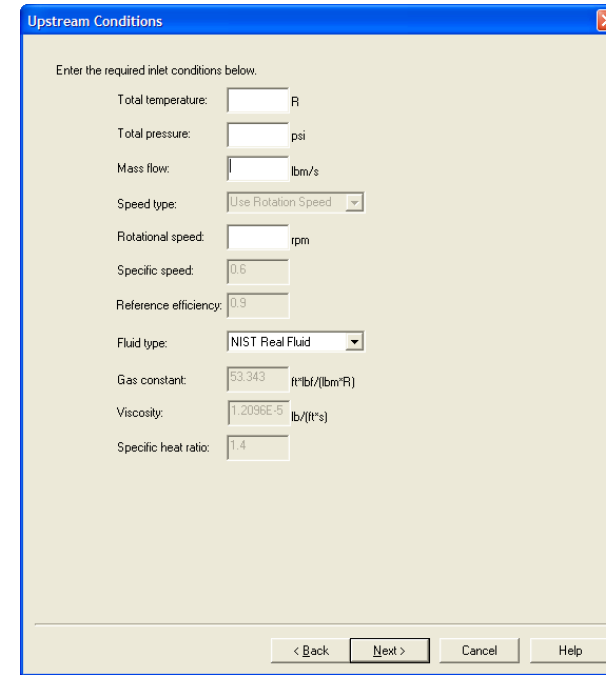 Upstream Conditions
Enter the required inlet conditions below.
Total temperature: R
Total pressure: psi
Mass flow: lbm/s
Speed type: Use Rotation Speed
Rotational speed: rpm
Specific speed: 0.6
Reference efficiency: 0.9
Fluid type: NIST Real Fluid
Gas constant: 53.343 ft*lbf/(lbm*R)
Viscosity: 1.2096E-5 lb/(ft*s)
Specific heat ratio: 1.4
< Back Next > Cancel Help